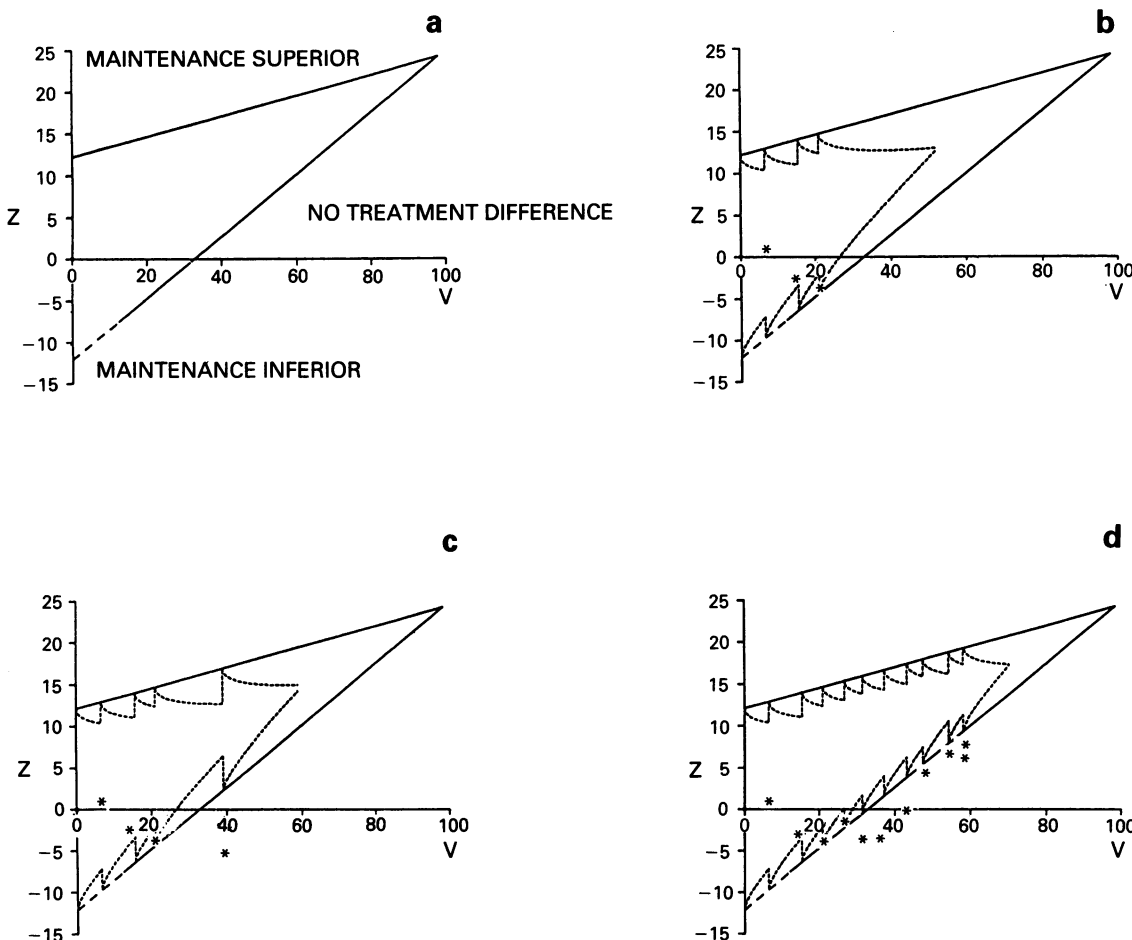 a
25
MAINTENANCE SUPERIOR
20
15
10
5
Z
NO TREATMENT DIFFERENCE
0
0 20 40 60 80 100
V
−5
−10
MAINTENANCE INFERIOR
−15
b
25
20
15
10
5
Z
*
0
0 20 40 60 80 100
* *
V
−5
−10
−15
c
25
20
15
10
5
Z
*
0
0 20 40 60 80 100
* * *
V
−5
−10
−15
d
25
20
15
10
5
* * * *
Z
*
0
0 20 40 60 80 100
* * * * * *
V
−5
−10
−15